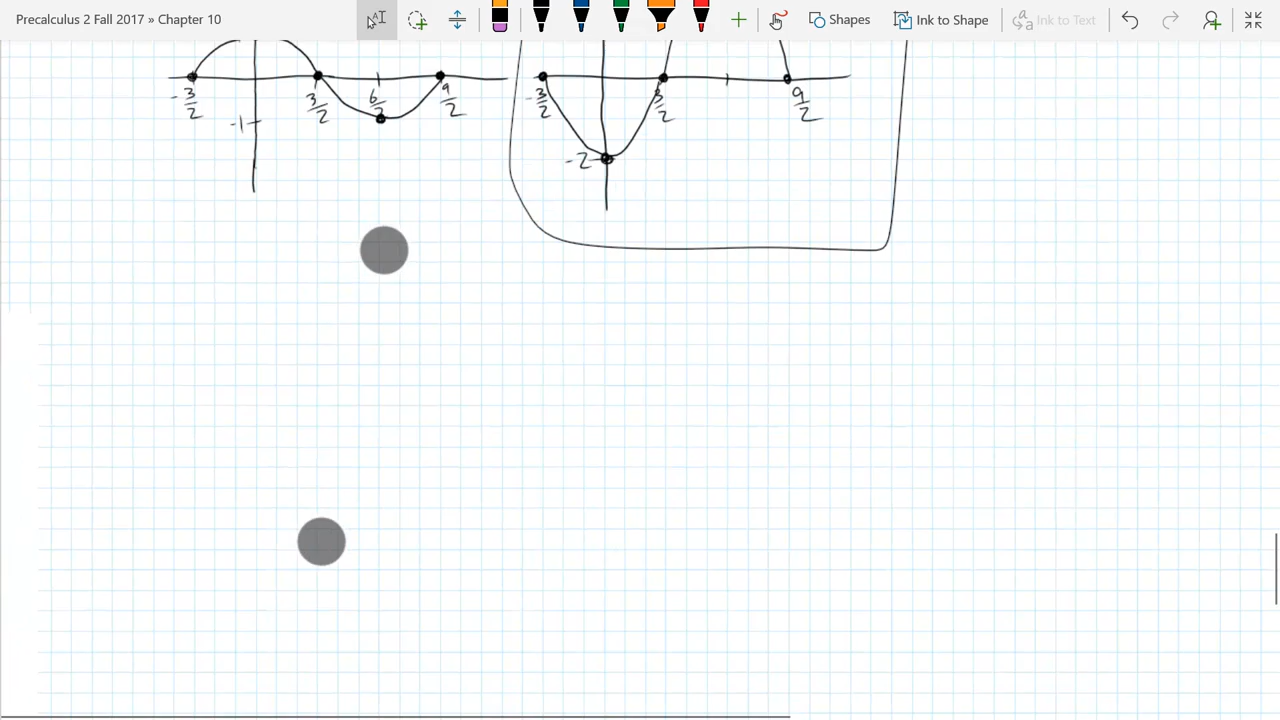 Precalculus 2 Fall 2017 » Chapter 10
Shapes
Ink to Shape
Ink to Text
-3/2
3/2
6/2
9/2
-1
-3/2
3/2
9/2
-2